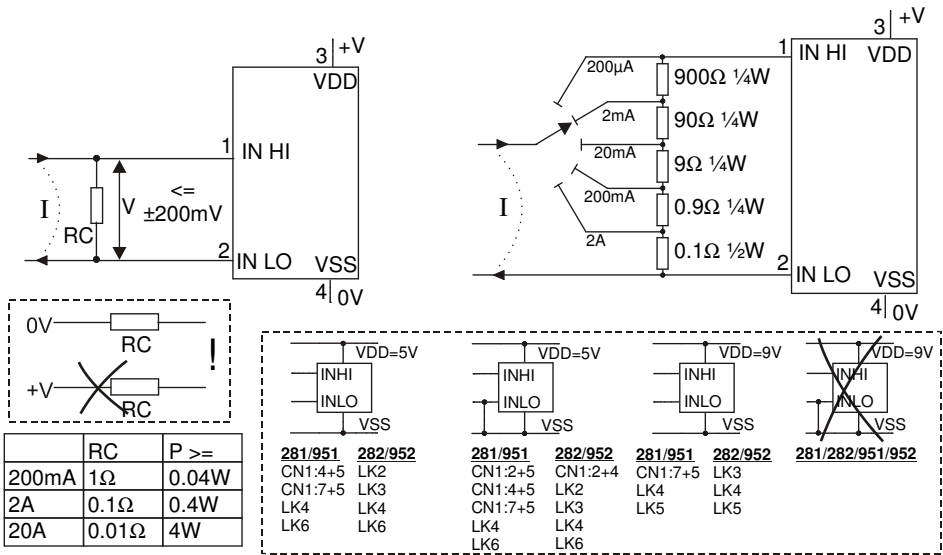 3 +V
VDD
1 IN HI
I
RC
V
<=
±200mV
2 IN LO
VSS
4 0V
3 +V
1 IN HI VDD
200µA
900Ω ¼W
2mA
90Ω ¼W
20mA
9Ω ¼W
200mA
0.9Ω ¼W
I
2A
0.1Ω ½W
2 IN LO
VSS
4 0V
0V
RC
!
+V
RC
RC P >=
200mA 1Ω 0.04W
2A 0.1Ω 0.4W
20A 0.01Ω 4W
VDD=5V
INHI
INLO
VSS
281/951 282/952
CN1:4+5 LK2
CN1:7+5 LK3
LK4 LK4
LK6 LK6
VDD=5V
INHI
INLO
VSS
281/951 282/952
CN1:2+5 CN1:2+4
CN1:4+5 LK2
CN1:7+5 LK3
LK4 LK4
LK6 LK6
VDD=9V
INHI
INLO
VSS
281/951 282/952
CN1:7+5 LK3
LK4 LK4
LK5 LK5
VDD=9V
INHI
INLO
VSS
281/282/951/952